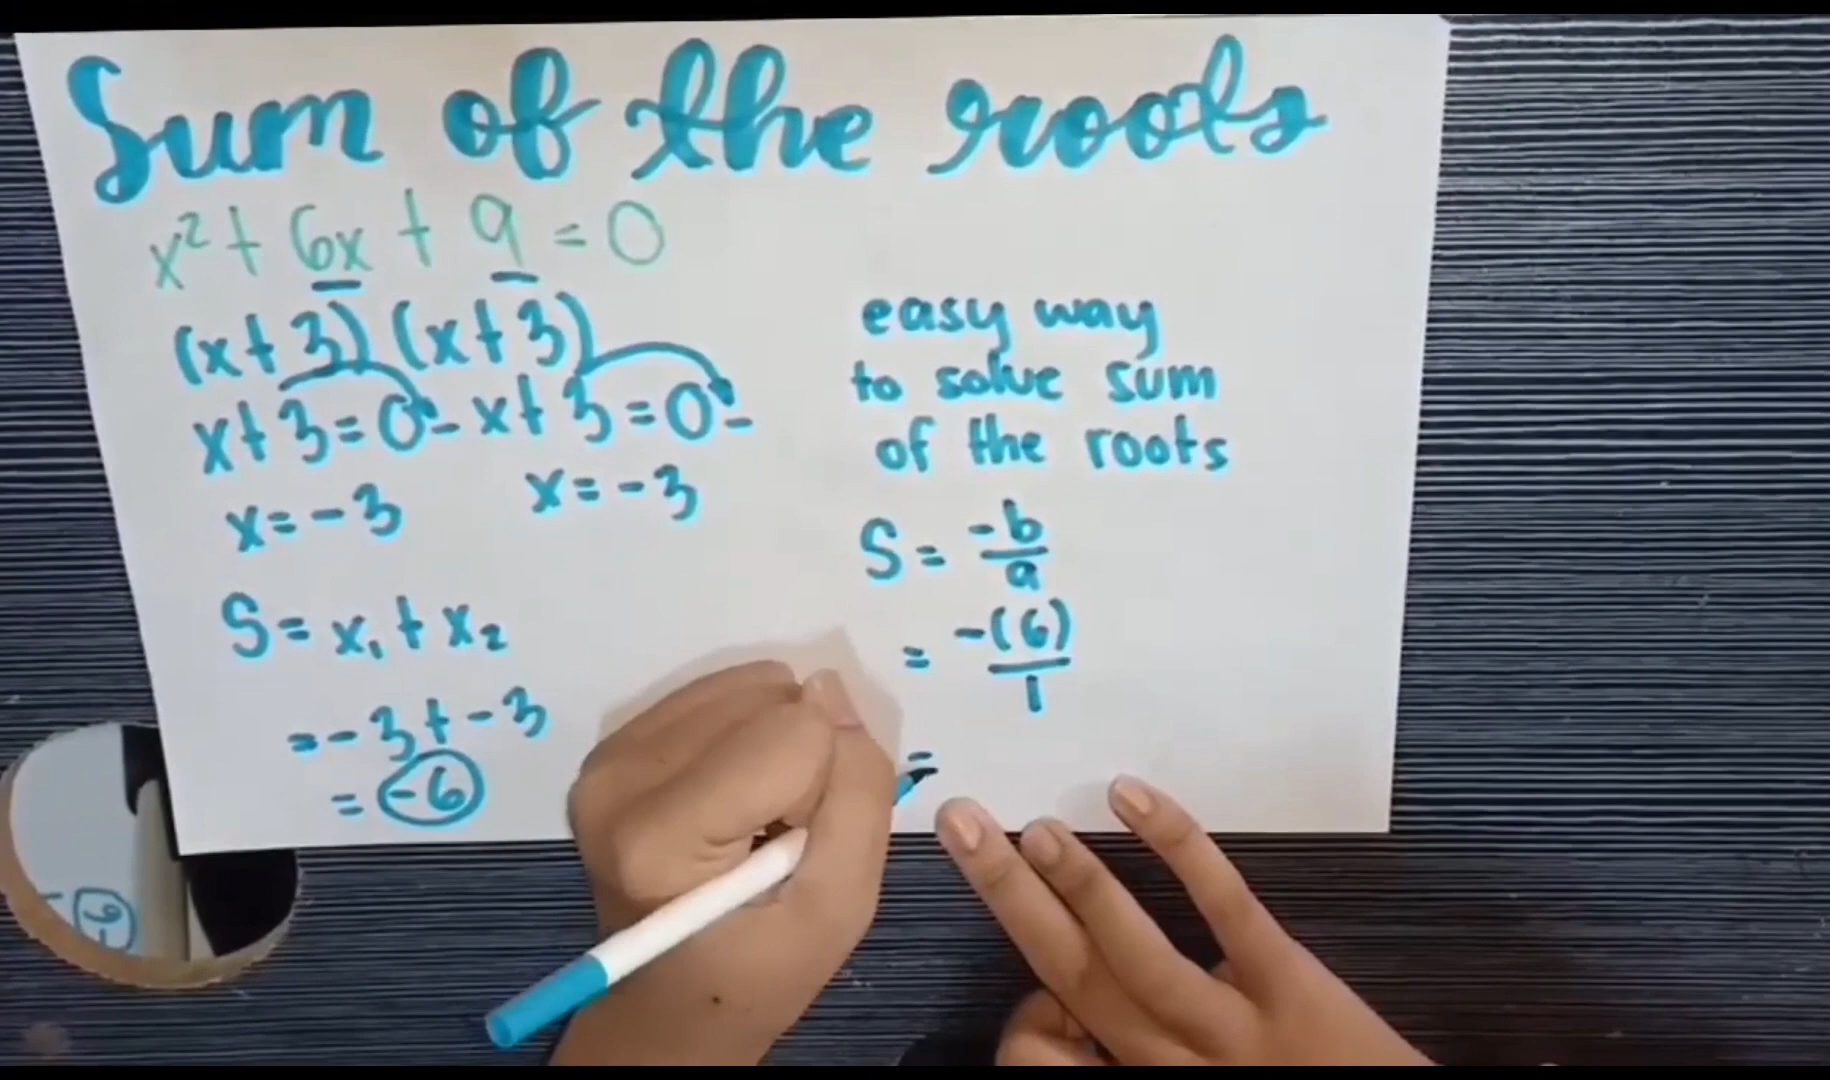 Sum of the roots
x² + 6x + 9 = 0
(x+3) (x+3)
x+3=0 x+3=0
x=-3 x=-3
S= x₁ + x₂
=-3+-3
= -6
easy way
to solve sum
of the roots
S= -b/a
= -(6)/1
=